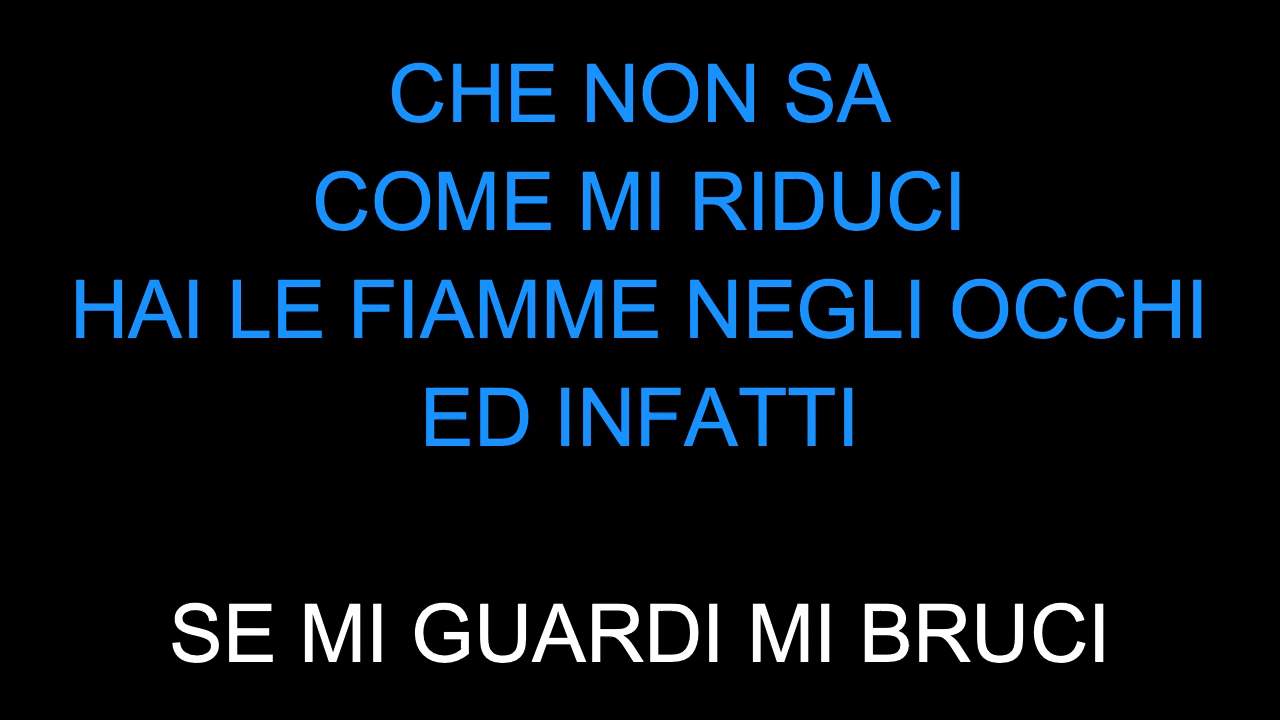 CHE NON SA
COME MI RIDUCI
HAI LE FIAMME NEGLI OCCHI
ED INFATTI
SE MI GUARDI MI BRUCI